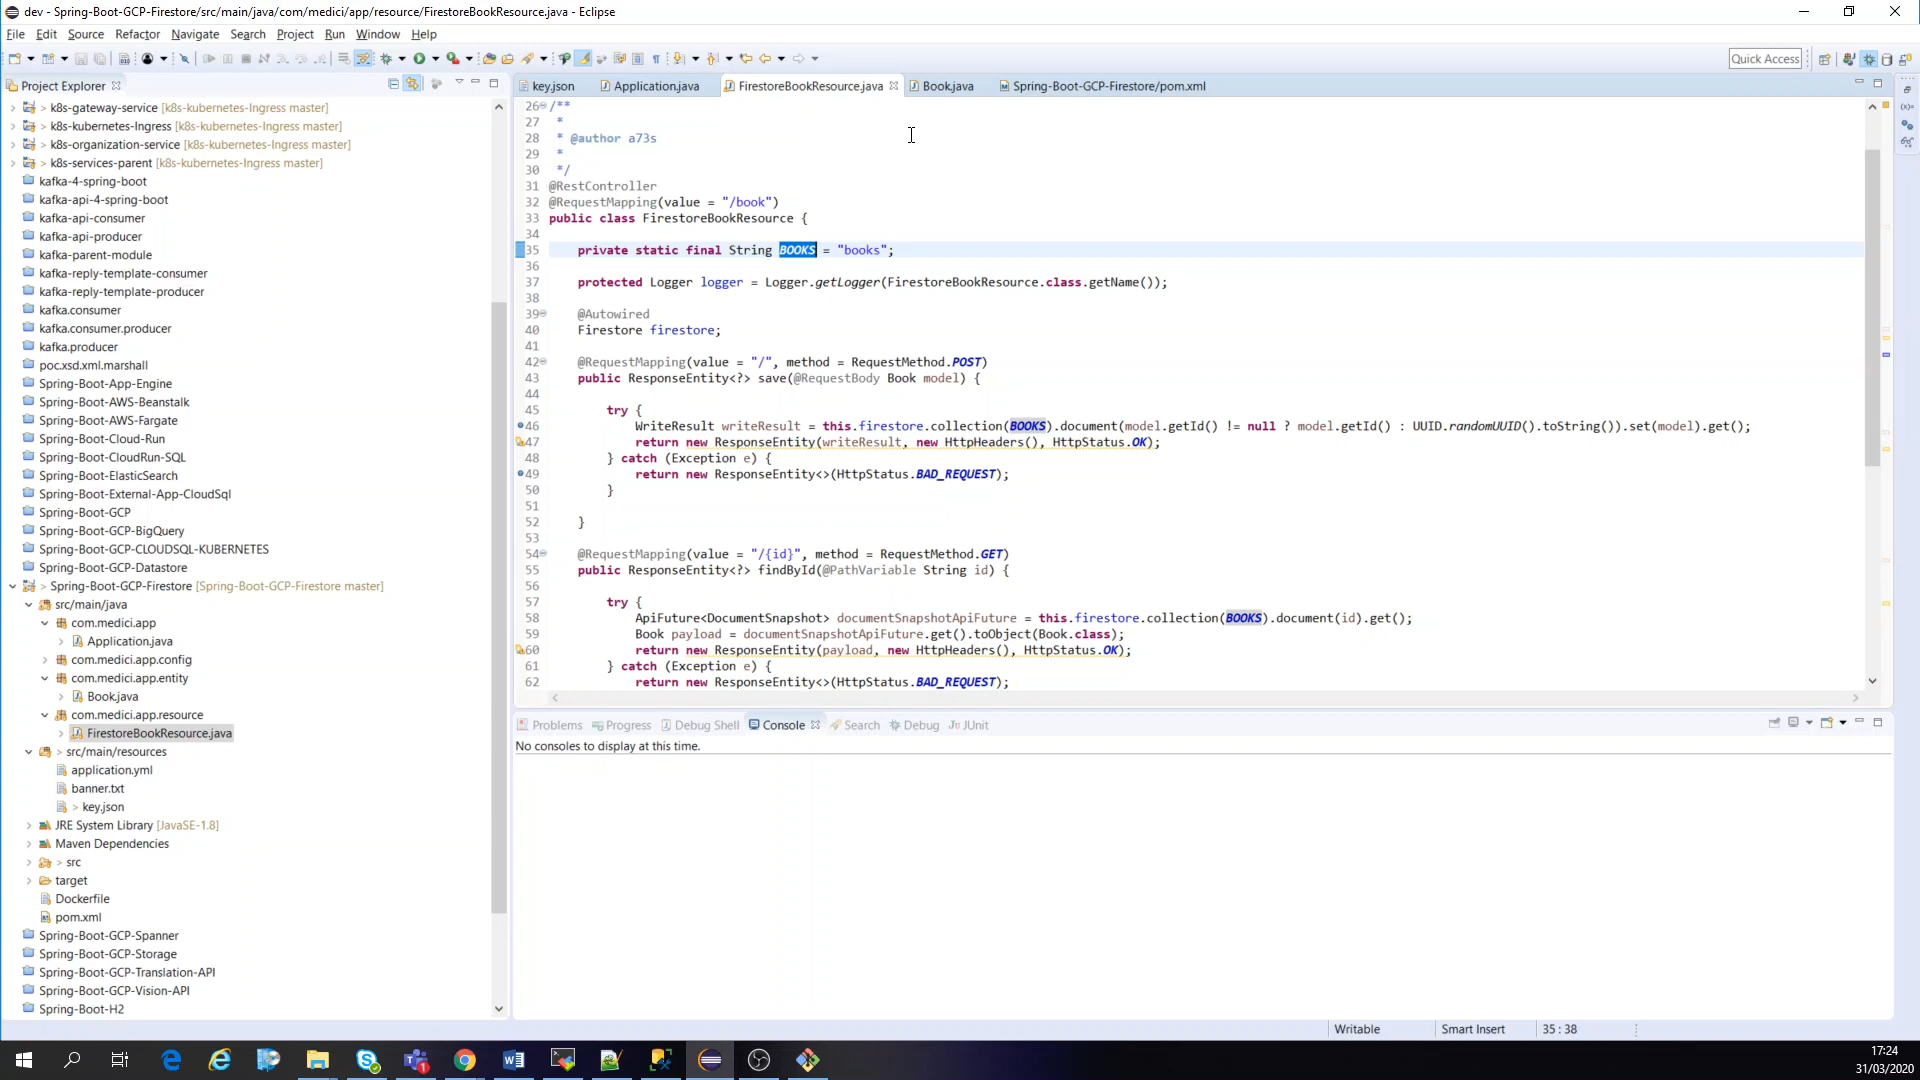 dev - Spring-Boot-GCP-Firestore/src/main/java/com/medici/app/resource/FirestoreBookResource.java - Eclipse
File Edit Source Refactor Navigate Search Project Run Window Help
Quick Access
Project Explorer
k8s-gateway-service [k8s-kubernetes-Ingress master]
k8s-kubernetes-Ingress [k8s-kubernetes-Ingress master]
k8s-organization-service [k8s-kubernetes-Ingress master]
k8s-services-parent [k8s-kubernetes-Ingress master]
kafka-4-spring-boot
kafka-api-4-spring-boot
kafka-api-consumer
kafka-api-producer
kafka-parent-module
kafka-reply-template-consumer
kafka-reply-template-producer
kafka.consumer
kafka.consumer.producer
kafka.producer
poc.xsd.xml.marshall
Spring-Boot-App-Engine
Spring-Boot-AWS-Beanstalk
Spring-Boot-AWS-Fargate
Spring-Boot-Cloud-Run
Spring-Boot-CloudRun-SQL
Spring-Boot-ElasticSearch
Spring-Boot-External-App-CloudSql
Spring-Boot-GCP
Spring-Boot-GCP-BigQuery
Spring-Boot-GCP-CLOUDSQL-KUBERNETES
Spring-Boot-GCP-Datastore
> Spring-Boot-GCP-Firestore [Spring-Boot-GCP-Firestore master]
src/main/java
com.medici.app
Application.java
com.medici.app.config
com.medici.app.entity
Book.java
com.medici.app.resource
FirestoreBookResource.java
> src/main/resources
application.yml
banner.txt
> key.json
JRE System Library [JavaSE-1.8]
Maven Dependencies
> src
target
Dockerfile
pom.xml
Spring-Boot-GCP-Spanner
Spring-Boot-GCP-Storage
Spring-Boot-GCP-Translation-API
Spring-Boot-GCP-Vision-API
Spring-Boot-H2
key.json Application.java FirestoreBookResource.java Book.java Spring-Boot-GCP-Firestore/pom.xml
26 /**
27 *
28 * @author a73s
29 *
30 */
31 @RestController
32 @RequestMapping(value = "/book")
33 public class FirestoreBookResource {
34
35 private static final String BOOKS = "books";
36
37 protected Logger logger = Logger.getLogger(FirestoreBookResource.class.getName());
38
39 @Autowired
40 Firestore firestore;
41
42 @RequestMapping(value = "/", method = RequestMethod.POST)
43 public ResponseEntity<?> save(@RequestBody Book model) {
44
45 try {
46 WriteResult writeResult = this.firestore.collection(BOOKS).document(model.getId() != null ? model.getId() : UUID.randomUUID().toString()).set(model).get();
47 return new ResponseEntity(writeResult, new HttpHeaders(), HttpStatus.OK);
48 } catch (Exception e) {
49 return new ResponseEntity<>(HttpStatus.BAD_REQUEST);
50 }
51
52 }
53
54 @RequestMapping(value = "/{id}", method = RequestMethod.GET)
55 public ResponseEntity<?> findById(@PathVariable String id) {
56
57 try {
58 ApiFuture<DocumentSnapshot> documentSnapshotApiFuture = this.firestore.collection(BOOKS).document(id).get();
59 Book payload = documentSnapshotApiFuture.get().toObject(Book.class);
60 return new ResponseEntity(payload, new HttpHeaders(), HttpStatus.OK);
61 } catch (Exception e) {
62 return new ResponseEntity<>(HttpStatus.BAD_REQUEST);
Problems Progress Debug Shell Console Search Debug JUnit
No consoles to display at this time.
Writable Smart Insert 35 : 38
17:24
31/03/2020